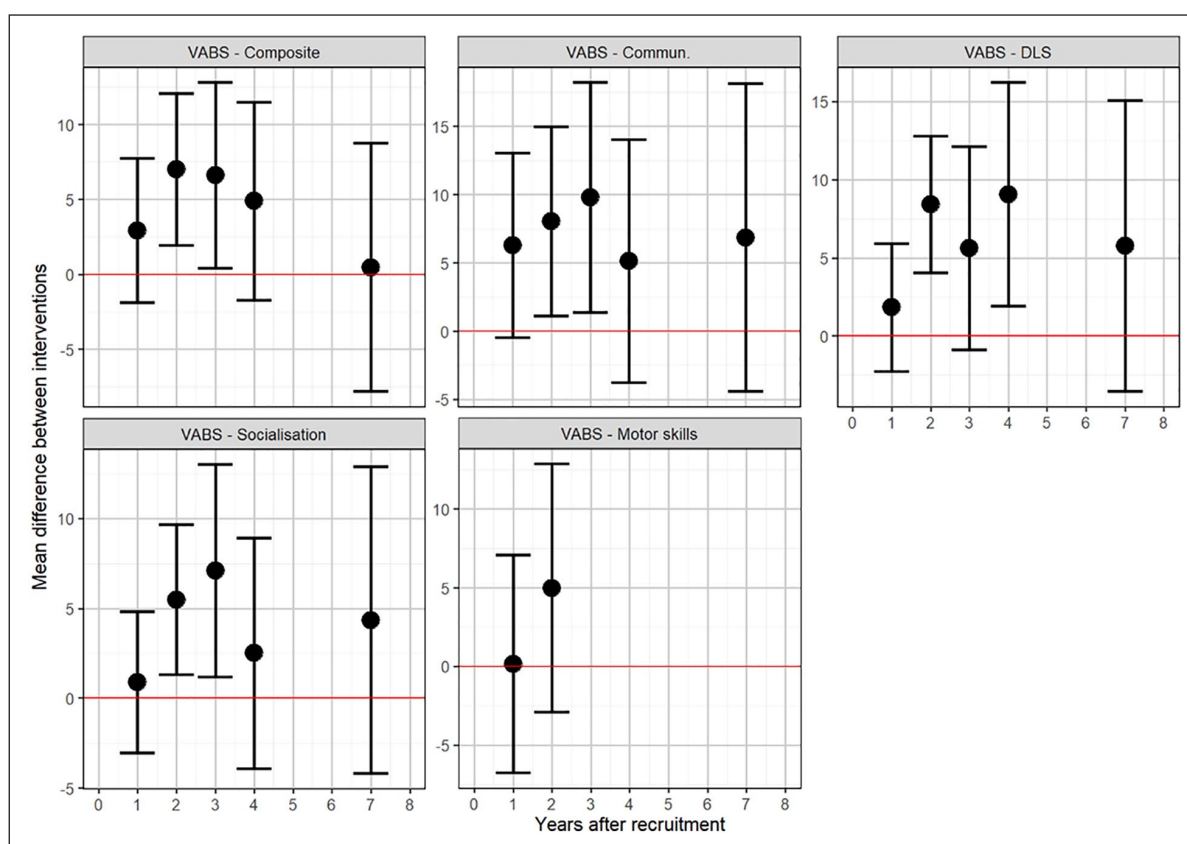 VABS - Composite
VABS - Commun.
VABS - DLS
10
5
0
-5
15
10
5
0
-5
15
10
5
0
0 1 2 3 4 5 6 7 8
Mean difference between interventions
VABS - Socialisation
VABS - Motor skills
10
5
0
-5
10
5
0
-5
0 1 2 3 4 5 6 7 8
0 1 2 3 4 5 6 7 8
Years after recruitment